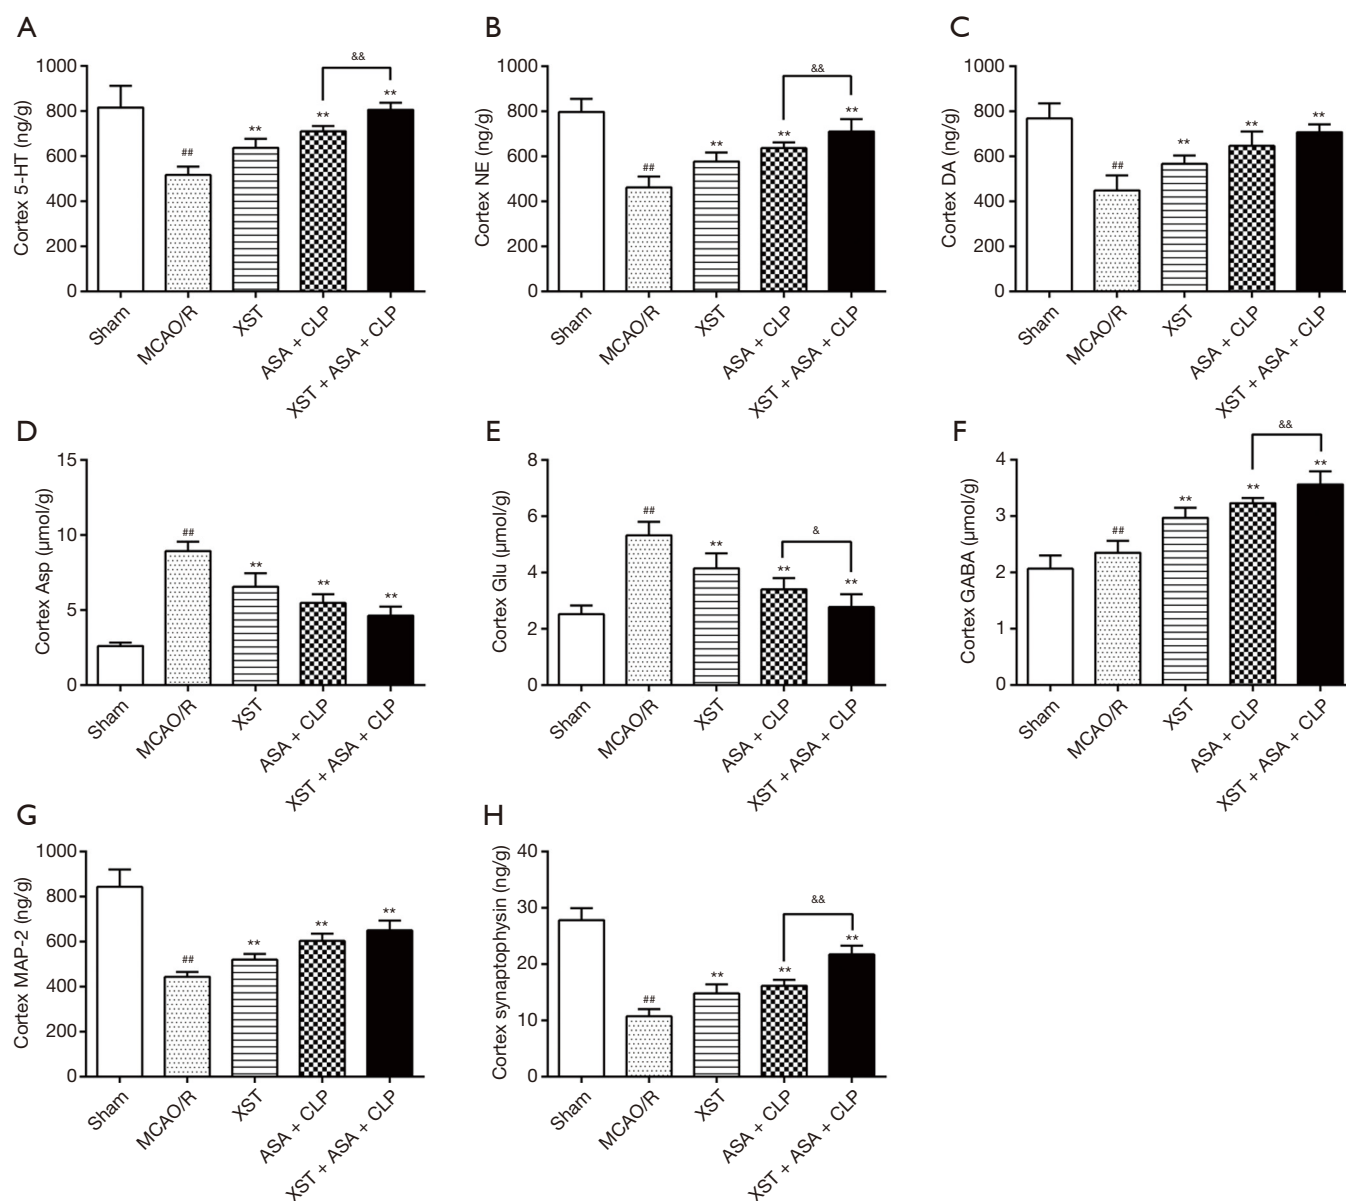 A
Cortex 5-HT (ng/g)
1000
800
600
400
200
0
##
**
**
**
&&
Sham
MCAO/R
XST
ASA + CLP
XST + ASA + CLP
B
Cortex NE (ng/g)
1000
800
600
400
200
0
##
**
**
**
&&
Sham
MCAO/R
XST
ASA + CLP
XST + ASA + CLP
C
Cortex DA (ng/g)
1000
800
600
400
200
0
##
**
**
**
Sham
MCAO/R
XST
ASA + CLP
XST + ASA + CLP
D
Cortex Asp (μmol/g)
15
10
5
0
##
**
**
**
Sham
MCAO/R
XST
ASA + CLP
XST + ASA + CLP
E
Cortex Glu (μmol/g)
8
6
4
2
0
##
**
**
**
&
Sham
MCAO/R
XST
ASA + CLP
XST + ASA + CLP
F
Cortex GABA (μmol/g)
4
3
2
1
0
##
**
**
**
&&
Sham
MCAO/R
XST
ASA + CLP
XST + ASA + CLP
G
Cortex MAP-2 (ng/g)
1000
800
600
400
200
0
##
**
**
**
Sham
MCAO/R
XST
ASA + CLP
XST + ASA + CLP
H
Cortex synaptophysin (ng/g)
40
30
20
10
0
##
**
**
**
&&
Sham
MCAO/R
XST
ASA + CLP
XST + ASA + CLP